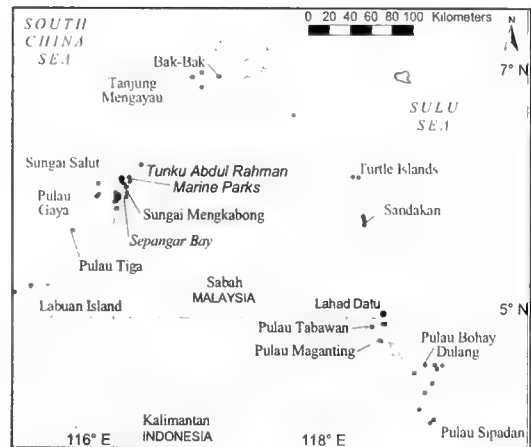 SOUTH
CHINA
SEA
0 20 40 60 80 100 Kilometers
N
7° N
Bak-Bak
Tanjung
Mengayau
SULU
SEA
Sungai Salut
Tunku Abdul Rahman
Marine Parks
Turtle Islands
Pulau
Gaya
Sungai Mengkabong
Sandakan
Sepangar Bay
Pulau Tiga
Sabah
MALAYSIA
Labuan Island
Lahad Datu
5° N
Pulau Tabawan
Pulau Bohay
Dulang
Pulau Maganting
116° E
Kalimantan
INDONESIA
118° E
Pulau Sipadan